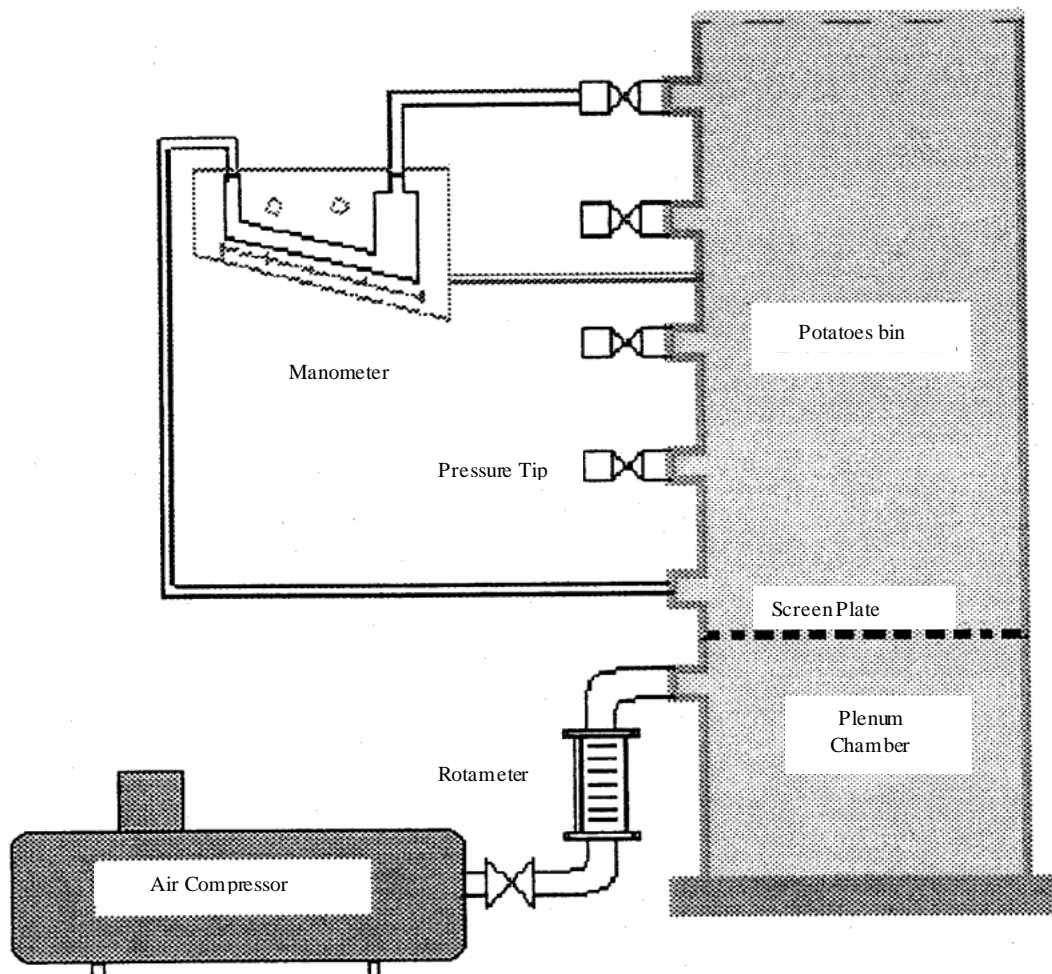 Potatoes bin
Manometer
Pressure Tip
Screen Plate
Plenum
Chamber
Rotameter
Air Compressor